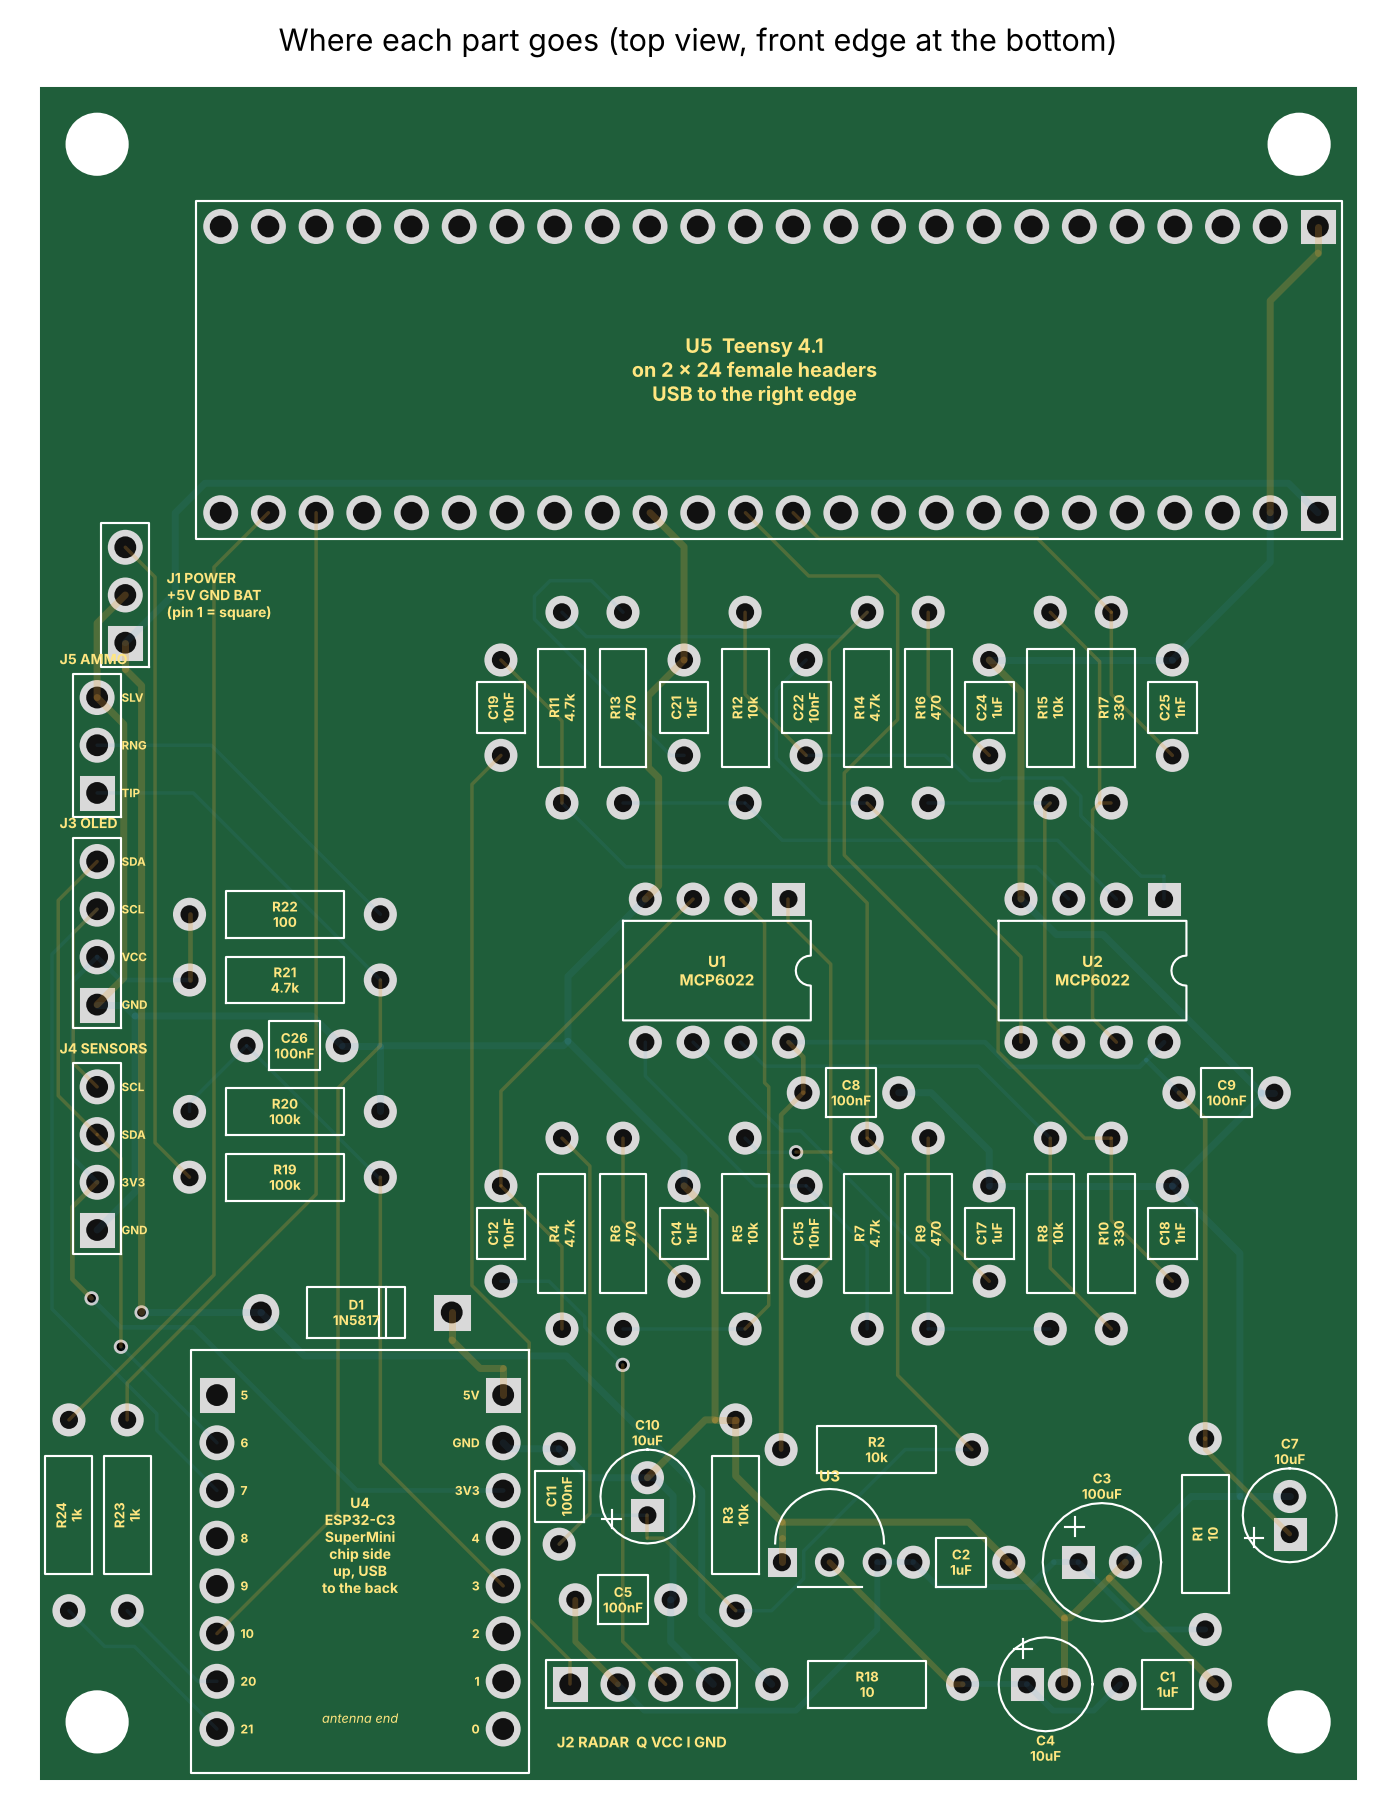 Where each part goes (top view, front edge at the bottom)
U5 Teensy 4.1
on 2 × 24 female headers
USB to the right edge
J1 POWER
+5V GND BAT
(pin 1 = square)
J5 AMMO
SLV
RNG
TIP
J3 OLED
SDA
SCL
VCC
GND
J4 SENSORS
SCL
SDA
3V3
GND
C19
10nF
R11
4.7k
R13
470
C21
1uF
R12
10k
C22
10nF
R14
4.7k
R16
470
C24
1uF
R15
10k
R17
330
C25
1nF
R22
100
R21
4.7k
C26
100nF
R20
100k
R19
100k
U1
MCP6022
U2
MCP6022
C8
100nF
C9
100nF
C12
10nF
R4
4.7k
R6
470
C14
1uF
R5
10k
C15
10nF
R7
4.7k
R9
470
C17
1uF
R8
10k
R10
330
C18
1nF
D1
1N5817
5
6
7
8
9
10
20
21
5V
GND
3V3
4
3
2
1
0
U4
ESP32-C3
SuperMini
chip side
up, USB
to the back
antenna end
R24
1k
R23
1k
C10
10uF
C11
100nF
R3
10k
R2
10k
U3
C2
1uF
C3
100uF
R1
10
C7
10uF
C5
100nF
R18
10
C1
1uF
J2 RADAR Q VCC I GND
C4
10uF